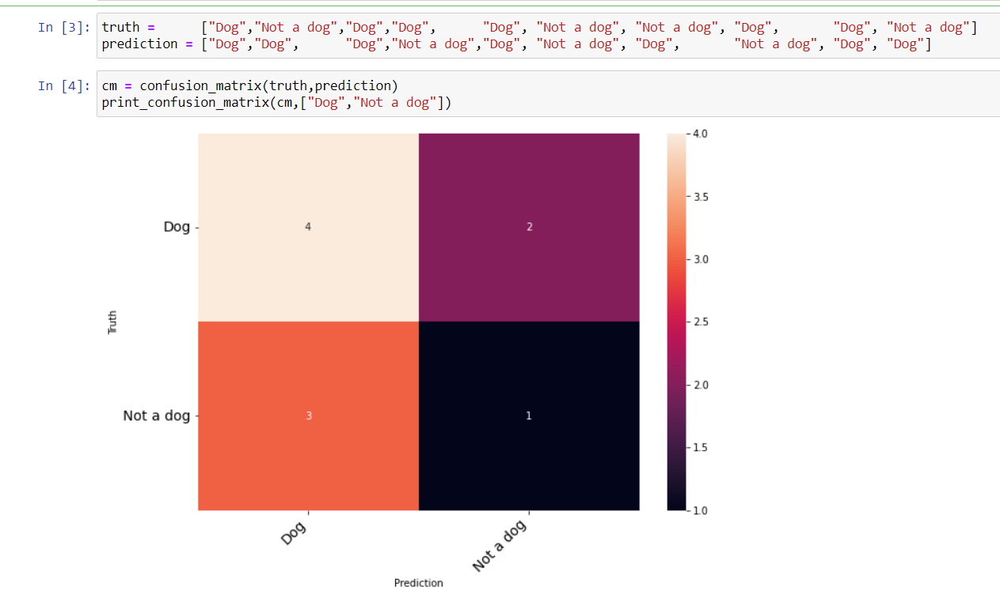 In [3]: truth =      ["Dog","Not a dog","Dog","Dog",      "Dog", "Not a dog", "Not a dog", "Dog",       "Dog", "Not a dog"]
prediction = ["Dog","Dog",      "Dog","Not a dog","Dog", "Not a dog", "Dog",       "Not a dog", "Dog", "Dog"]
In [4]: cm = confusion_matrix(truth,prediction)
print_confusion_matrix(cm,["Dog","Not a dog"])
4.0
3.5
Dog
4
2
3.0
Truth
2.5
2.0
Not a dog
3
1
1.5
1.0
Dog
Not a dog
Prediction